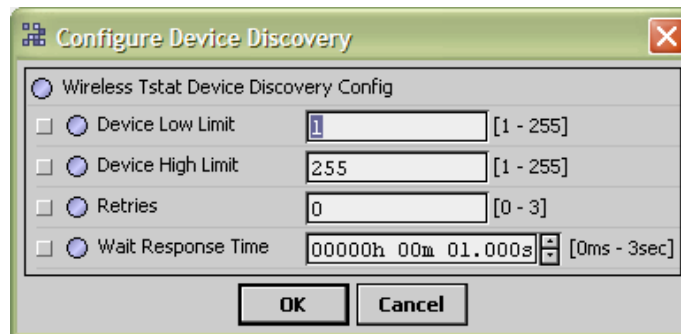 Configure Device Discovery
Wireless Tstat Device Discovery Config
Device Low Limit 1 [1 - 255]
Device High Limit 255 [1 - 255]
Retries 0 [0 - 3]
Wait Response Time 00000h 00m 01.000s [0ms - 3sec]
OK Cancel